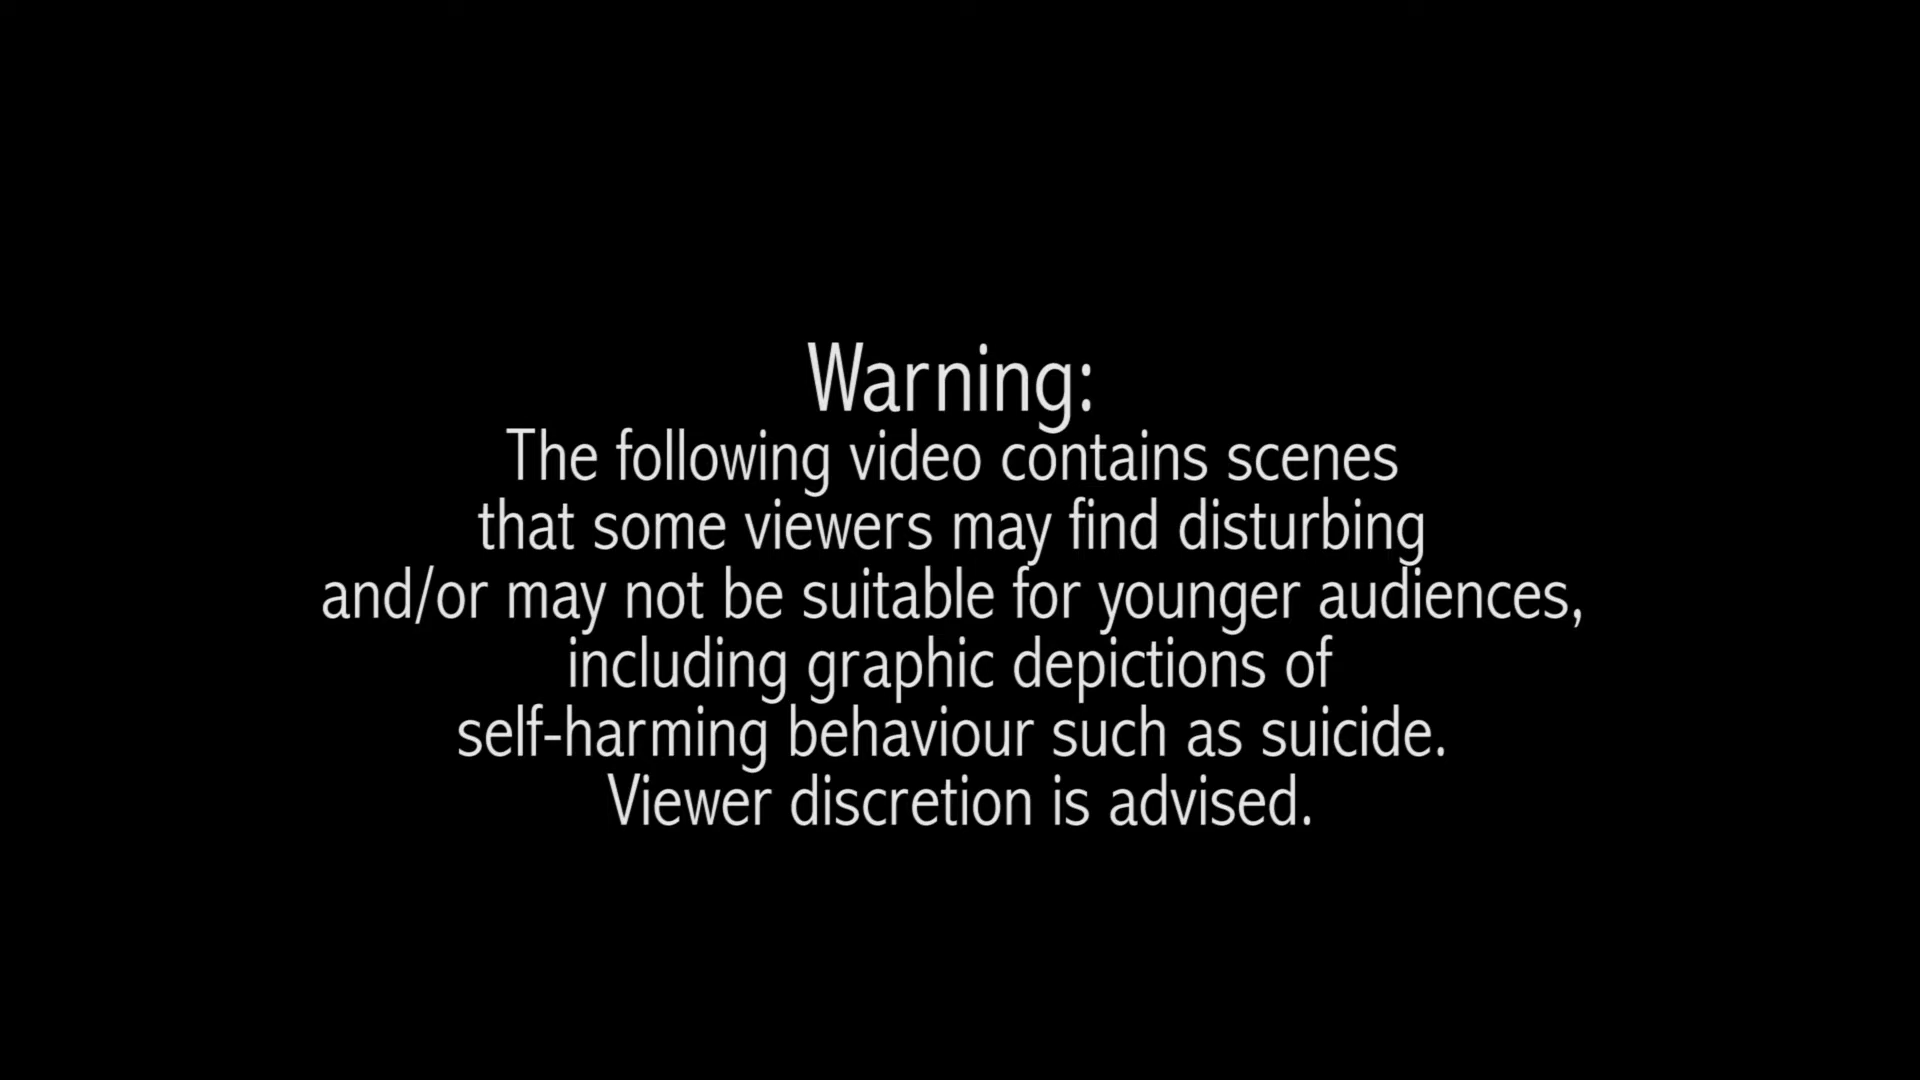 Warning:
The following video contains scenes
that some viewers may find disturbing
and/or may not be suitable for younger audiences,
including graphic depictions of
self-harming behaviour such as suicide.
Viewer discretion is advised.